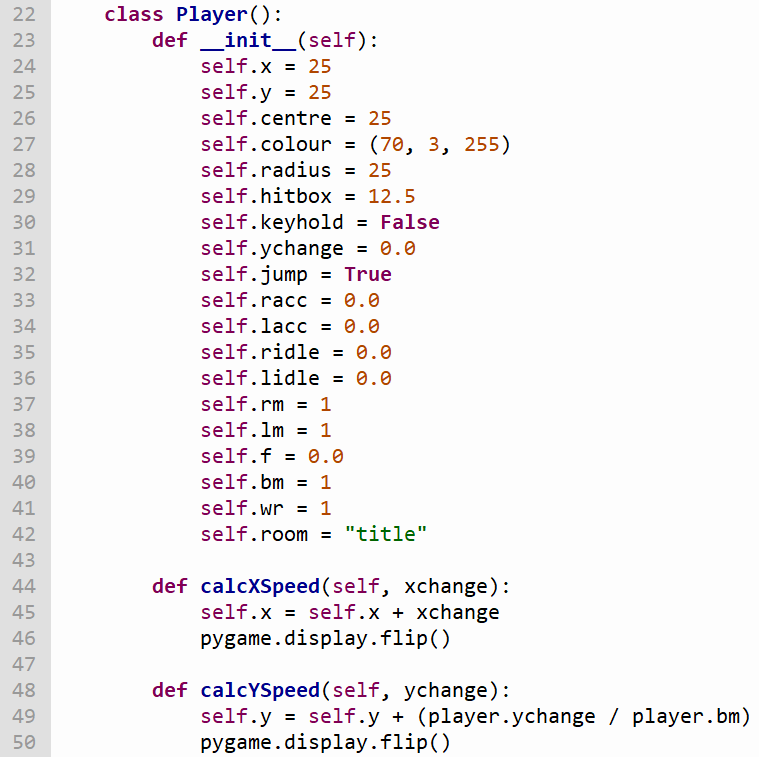 22 class Player():
23 def __init__(self):
24 self.x = 25
25 self.y = 25
26 self.centre = 25
27 self.colour = (70, 3, 255)
28 self.radius = 25
29 self.hitbox = 12.5
30 self.keyhold = False
31 self.ychange = 0.0
32 self.jump = True
33 self.racc = 0.0
34 self.lacc = 0.0
35 self.ridle = 0.0
36 self.lidle = 0.0
37 self.rm = 1
38 self.lm = 1
39 self.f = 0.0
40 self.bm = 1
41 self.wr = 1
42 self.room = "title"
43
44 def calcXSpeed(self, xchange):
45 self.x = self.x + xchange
46 pygame.display.flip()
47
48 def calcYSpeed(self, ychange):
49 self.y = self.y + (player.ychange / player.bm)
50 pygame.display.flip()